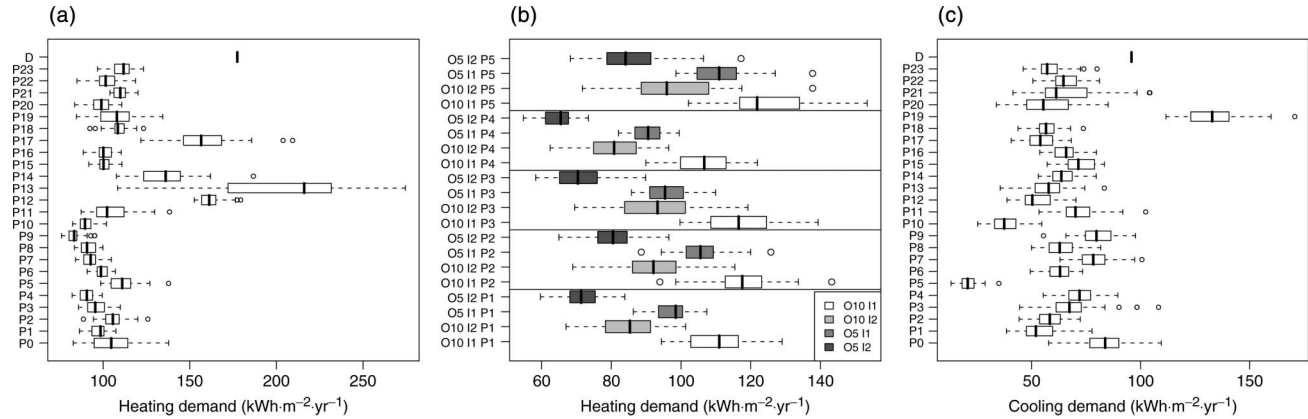 (a)
D
P23
P22
P21
P20
P19
P18
P17
P16
P15
P14
P13
P12
P11
P10
P9
P8
P7
P6
P5
P4
P3
P2
P1
P0
100
150
200
250
Heating demand (kWh·m−2·yr−1)
(b)
O5 I2 P5
O5 I1 P5
O10 I2 P5
O10 I1 P5
O5 I2 P4
O5 I1 P4
O10 I2 P4
O10 I1 P4
O5 I2 P3
O5 I1 P3
O10 I2 P3
O10 I1 P3
O5 I2 P2
O5 I1 P2
O10 I2 P2
O10 I1 P2
O5 I2 P1
O5 I1 P1
O10 I2 P1
O10 I1 P1
O10 I1
O10 I2
O5 I1
O5 I2
60
80
100
120
140
Heating demand (kWh·m−2·yr−1)
(c)
D
P23
P22
P21
P20
P19
P18
P17
P16
P15
P14
P13
P12
P11
P10
P9
P8
P7
P6
P5
P4
P3
P2
P1
P0
50
100
150
Cooling demand (kWh·m−2·yr−1)